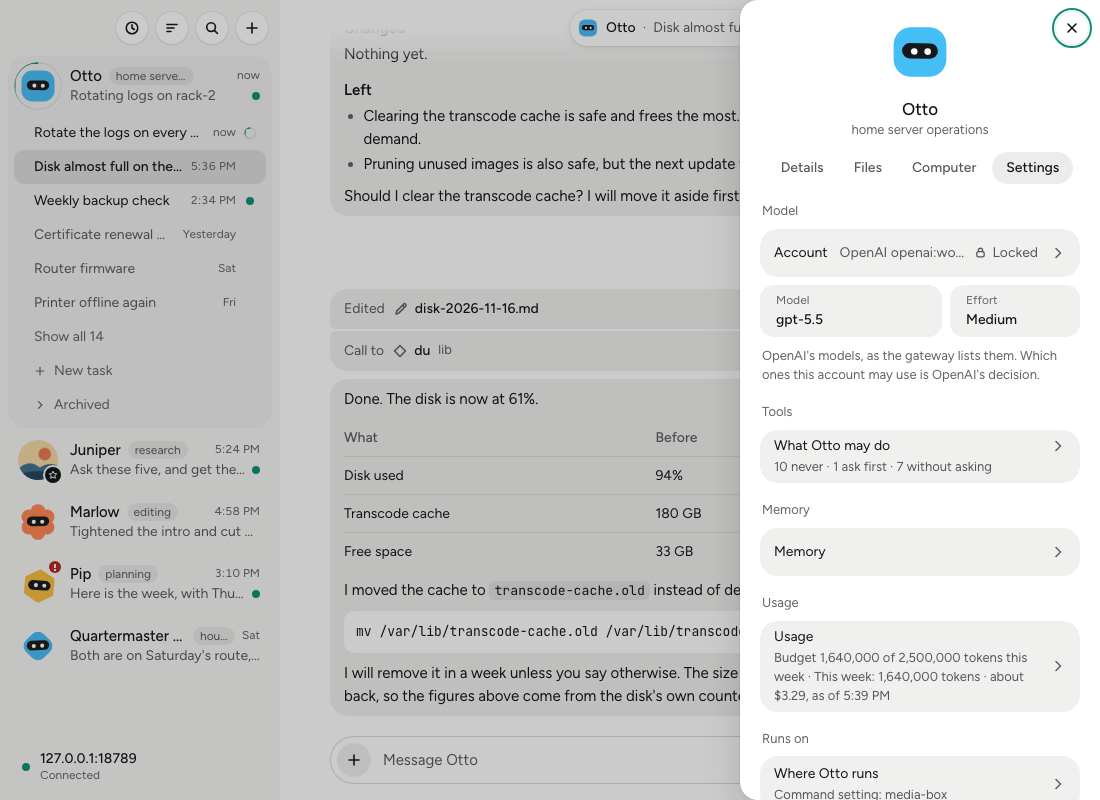 Otto
home serve...
now
Rotating logs on rack-2
Rotate the logs on every ...
now
Disk almost full on the...
5:36 PM
Weekly backup check
2:34 PM
Certificate renewal ...
Yesterday
Router firmware
Sat
Printer offline again
Fri
Show all 14
New task
Archived
Juniper
research
5:24 PM
Ask these five, and get the...
Marlow
editing
4:58 PM
Tightened the intro and cut ...
Pip
planning
3:10 PM
Here is the week, with Thu...
Quartermaster ...
hou...
Sat
Both are on Saturday's route,...
127.0.0.1:18789
Connected
Otto · Disk almost fu
Nothing yet.
Left
Clearing the transcode cache is safe and frees the most.
demand.
Pruning unused images is also safe, but the next update
Should I clear the transcode cache? I will move it aside first
Edited disk-2026-11-16.md
Call to du lib
Done. The disk is now at 61%.
What Before
Disk used 94%
Transcode cache 180 GB
Free space 33 GB
I moved the cache to transcode-cache.old instead of de
mv /var/lib/transcode-cache.old /var/lib/transcode
I will remove it in a week unless you say otherwise. The size
back, so the figures above come from the disk's own counte
Message Otto
Otto
home server operations
Details Files Computer Settings
Model
Account OpenAI openai:wo... Locked
Model
gpt-5.5
Effort
Medium
OpenAI's models, as the gateway lists them. Which
ones this account may use is OpenAI's decision.
Tools
What Otto may do
10 never · 1 ask first · 7 without asking
Memory
Memory
Usage
Usage
Budget 1,640,000 of 2,500,000 tokens this
week · This week: 1,640,000 tokens · about
$3.29, as of 5:39 PM
Runs on
Where Otto runs
Command setting: media-box